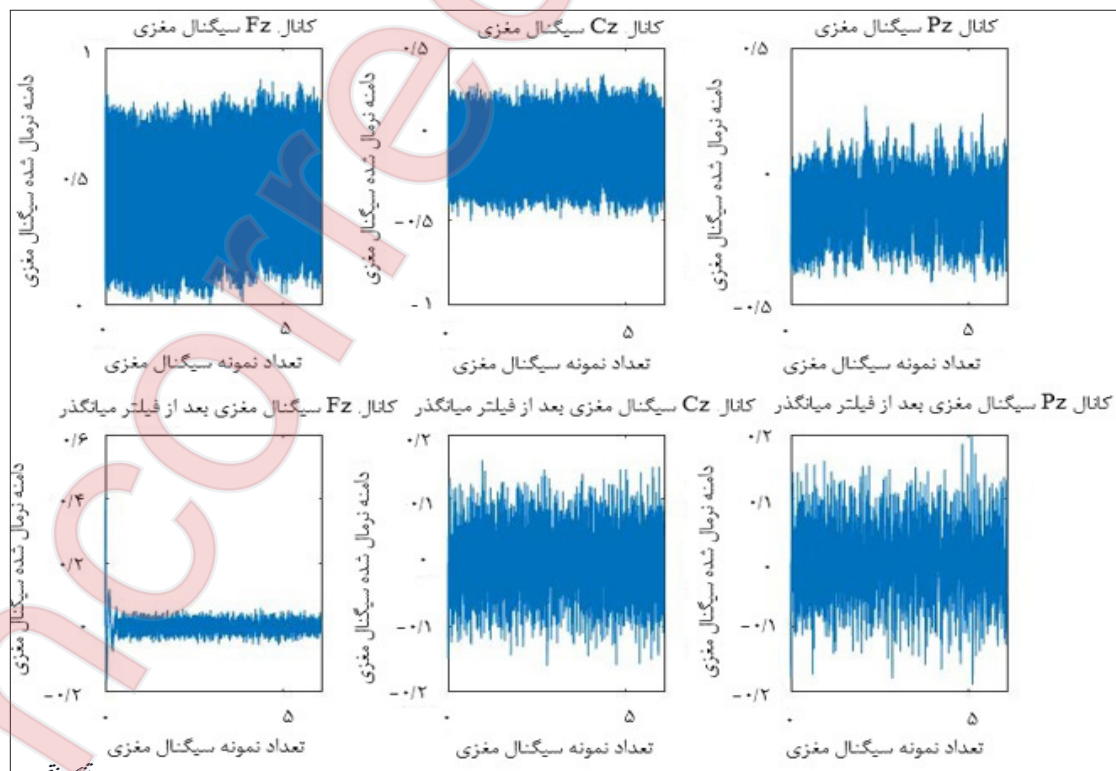 کانال Fz سیگنال مغزی
کانال Cz سیگنال مغزی
کانال Pz سیگنال مغزی
دامنه نرمال شده سیگنال مغزی
۱
۰/۵
۰
۰
۵
تعداد نمونه سیگنال مغزی
دامنه نرمال شده سیگنال مغزی
۰/۵
۰
-۰/۵
-۱
۵
تعداد نمونه سیگنال مغزی
دامنه نرمال شده سیگنال مغزی
۰/۵
۰
-۰/۵
۰
۵
تعداد نمونه سیگنال مغزی
کانال Fz سیگنال مغزی بعد از فیلتر میانگذر
کانال Cz سیگنال مغزی بعد از فیلتر میانگذر
کانال Pz سیگنال مغزی بعد از فیلتر میانگذر
دامنه نرمال شده سیگنال مغزی
۰/۶
۰/۴
۰/۲
۰
-۰/۲
۰
۵
تعداد نمونه سیگنال مغزی
دامنه نرمال شده سیگنال مغزی
۰/۲
۰/۱
۰
-۰/۱
-۰/۲
۰
۵
تعداد نمونه سیگنال مغزی
دامنه نرمال شده سیگنال مغزی
۰/۲
۰/۱
۰
-۰/۱
-۰/۲
۰
۵
تعداد نمونه سیگنال مغزی